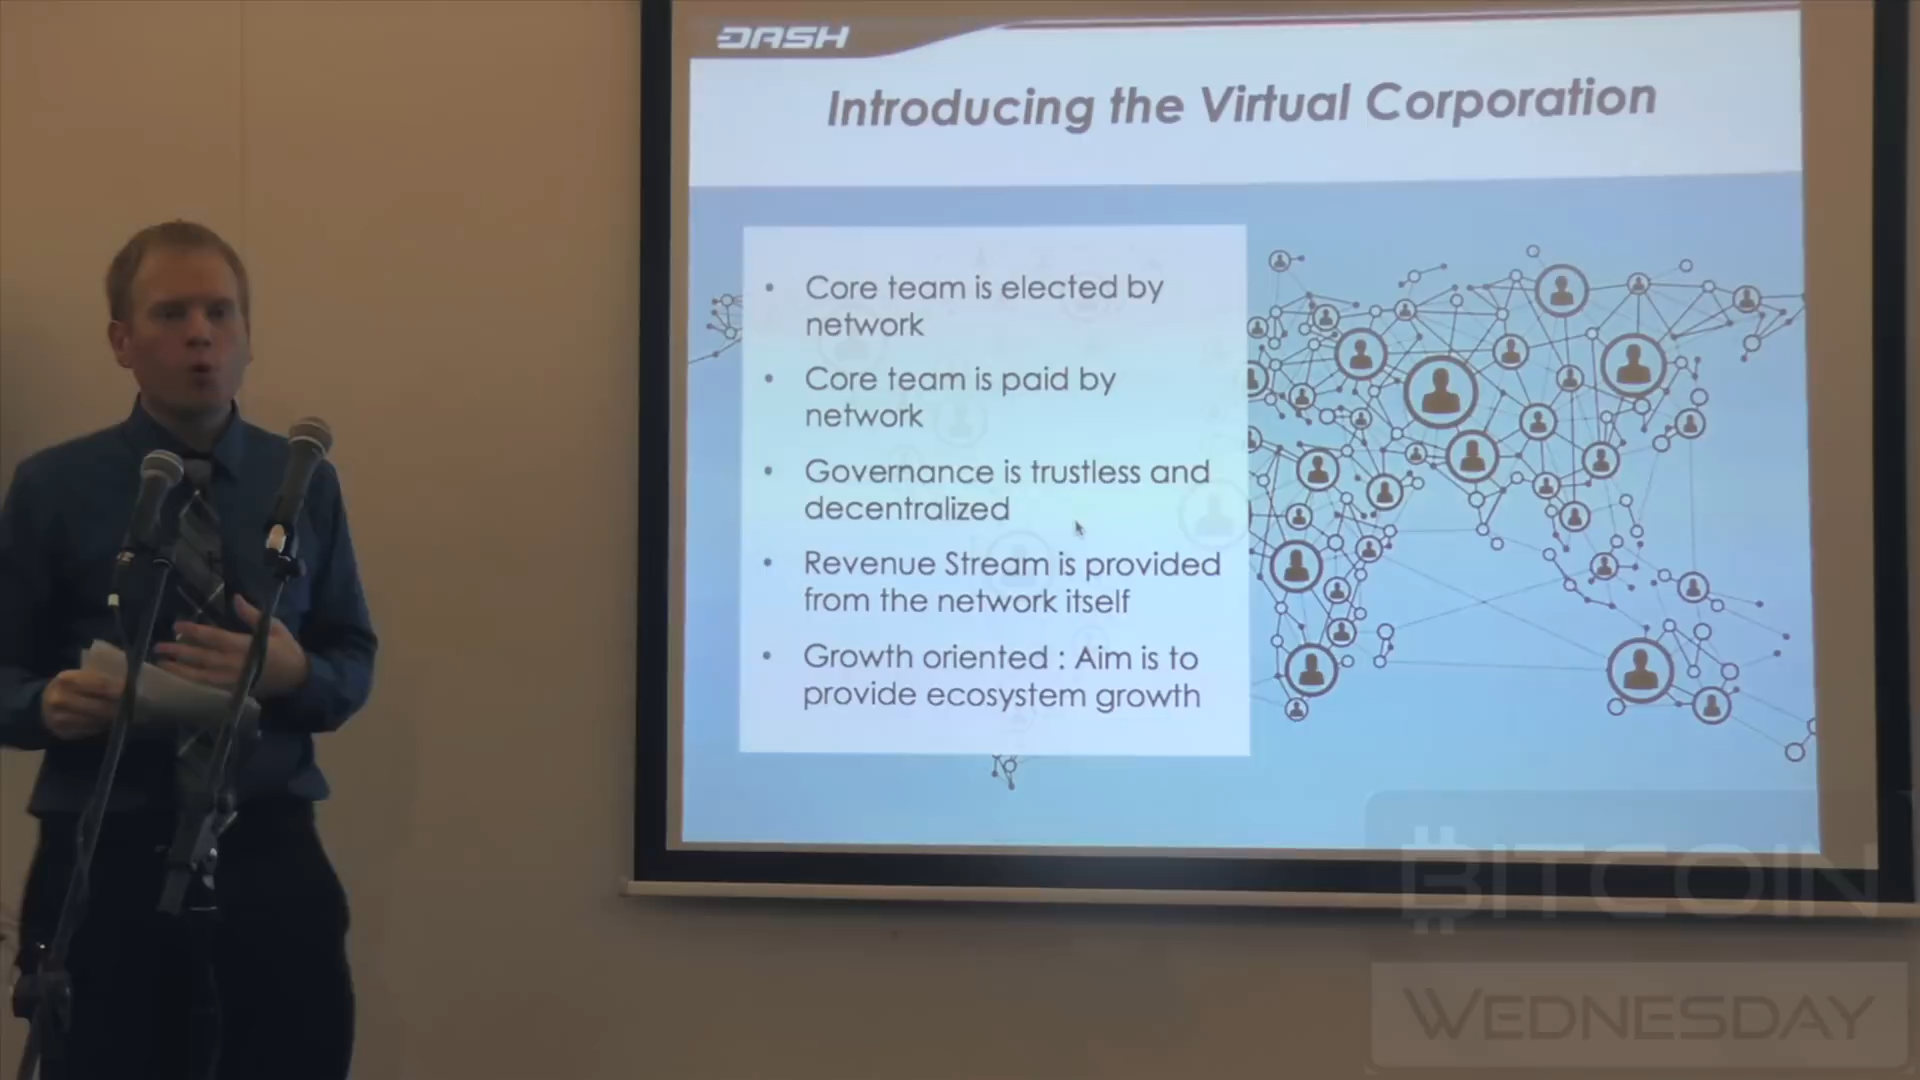 DASH
Introducing the Virtual Corporation
• Core team is elected by
network
• Core team is paid by
network
• Governance is trustless and
decentralized
• Revenue Stream is provided
from the network itself
• Growth oriented : Aim is to
provide ecosystem growth
BITCOIN
WEDNESDAY